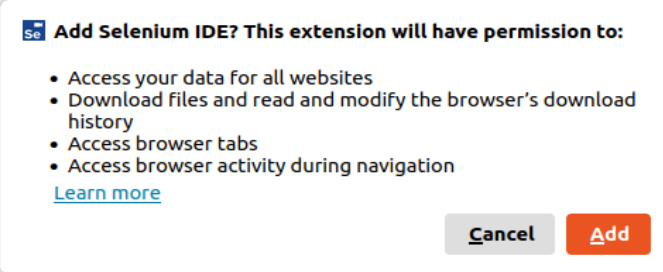 Se Add Selenium IDE? This extension will have permission to:
• Access your data for all websites
• Download files and read and modify the browser’s download
history
• Access browser tabs
• Access browser activity during navigation
Learn more
Cancel Add